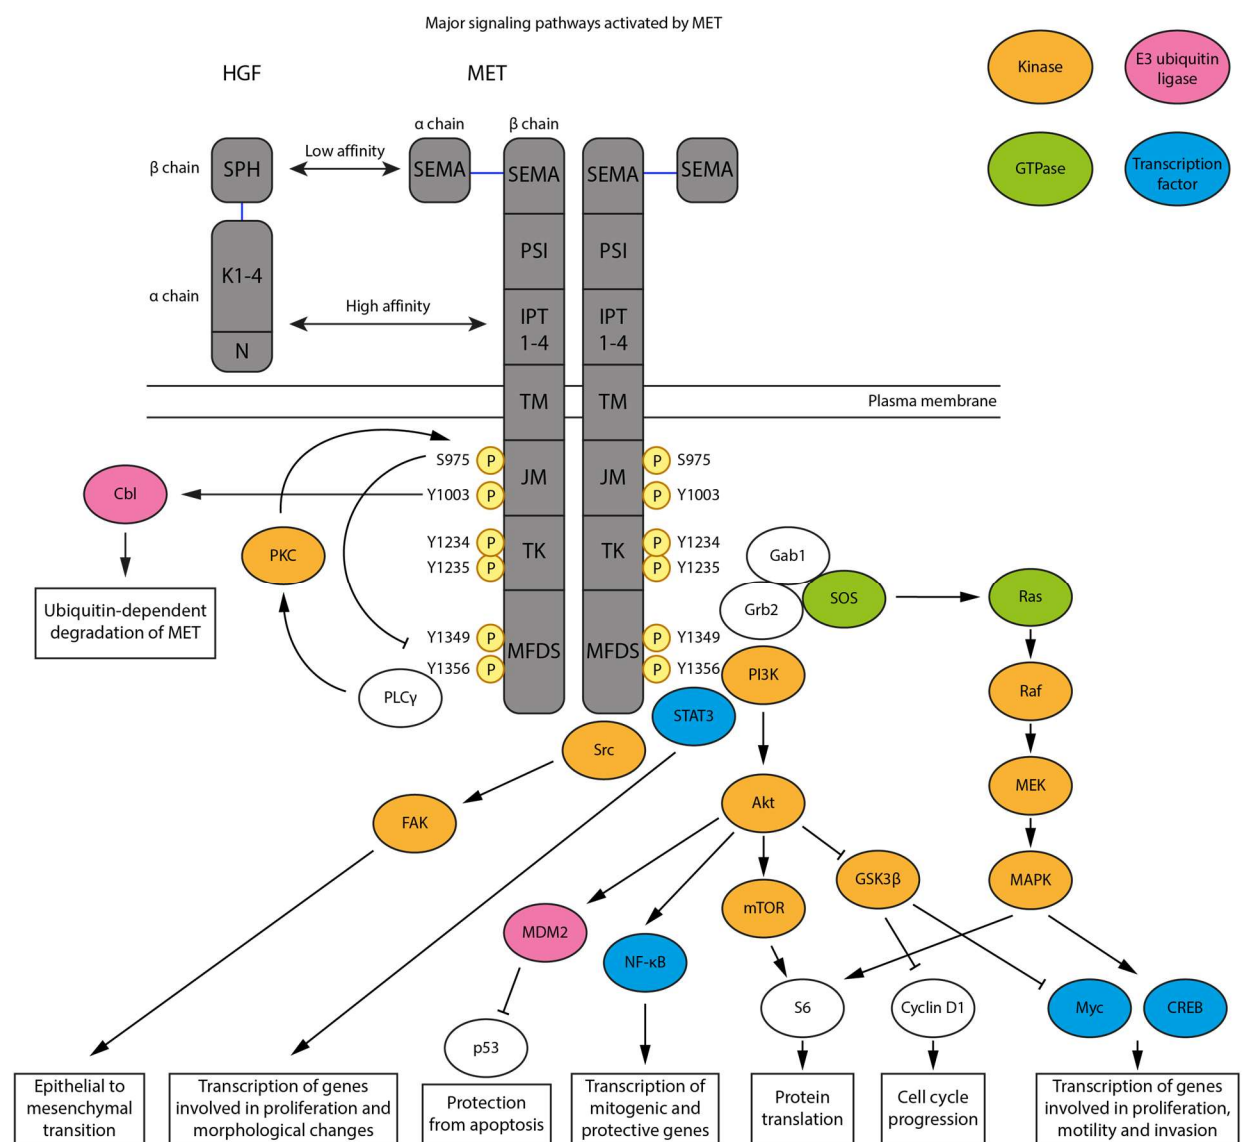 Major signaling pathways activated by MET
HGF
MET
Kinase
E3 ubiquitin
ligase
GTPase
Transcription
factor
α chain
β chain
β chain
SPH
Low affinity
SEMA
SEMA
SEMA
SEMA
PSI
PSI
K1-4
α chain
High affinity
IPT
1-4
IPT
1-4
N
TM
TM
Plasma membrane
S975
P
JM
JM
P
S975
Cbl
Y1003
P
P
Y1003
PKC
Y1234
P
TK
TK
P
Y1234
Y1235
P
P
Y1235
Gab1
Grb2
SOS
Ras
Ubiquitin-dependent
degradation of MET
Y1349
P
MFDS
MFDS
P
Y1349
Y1356
P
P
Y1356
PLCγ
PI3K
Raf
STAT3
Src
MEK
FAK
Akt
GSK3β
MAPK
mTOR
MDM2
NF-κB
S6
Cyclin D1
Myc
CREB
p53
Epithelial to
mesenchymal
transition
Transcription of genes
involved in proliferation and
morphological changes
Protection
from apoptosis
Transcription of
mitogenic and
protective genes
Protein
translation
Cell cycle
progression
Transcription of genes
involved in proliferation,
motility and invasion